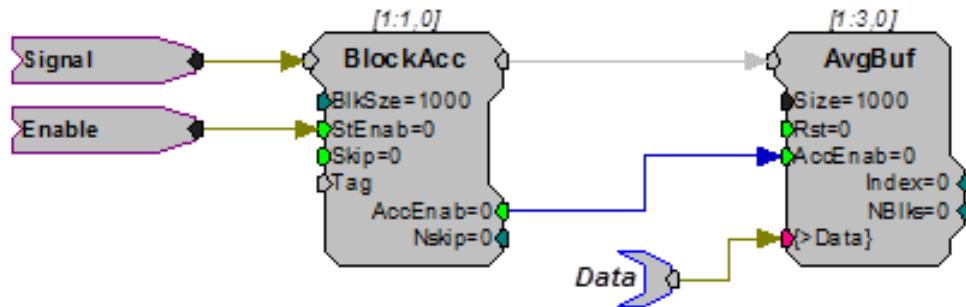 [1:1,0]
[1:3,0]
Signal
BlockAcc
AvgBuf
BlkSze=1000
Size=1000
Enable
StEnab=0
Rst=0
Skip=0
AccEnab=0
Tag
Index=0
AccEnab=0
NBlks=0
Nskip=0
{>Data}
Data